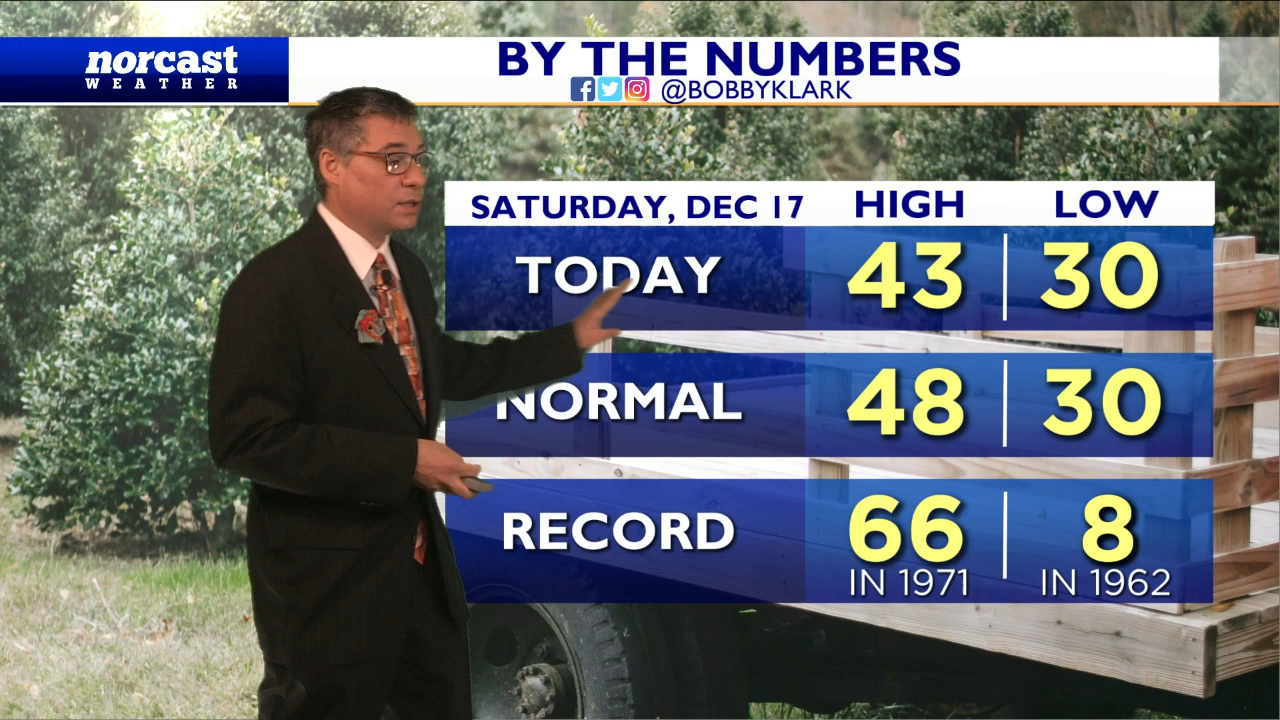 norcast
WEATHER
BY THE NUMBERS
@BOBBYKLARK
SATURDAY, DEC 17 HIGH LOW
TODAY 43 30
NORMAL 48 30
RECORD 66 8
IN 1971 IN 1962